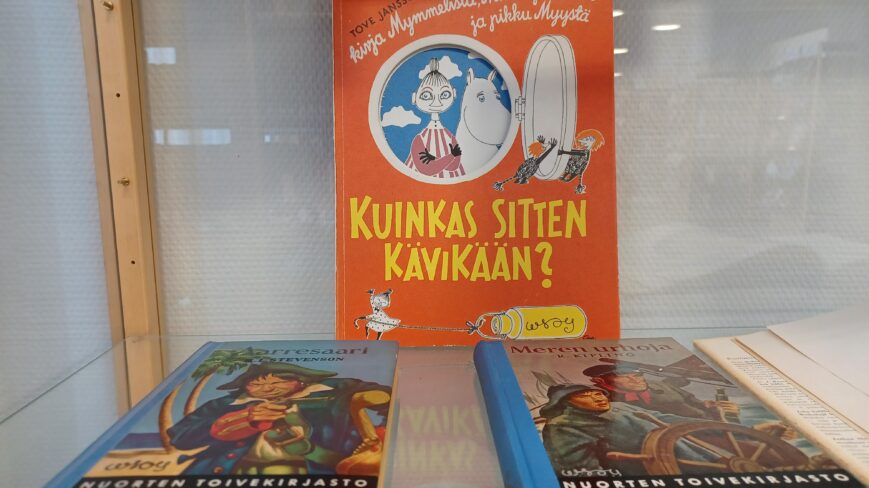 TOVE JANSS
kirja Mymmelistä,
ja pikku Myystä
KUINKAS SITTEN
KÄVIKÄÄN?
wsoy
Aarresaari
STEVENSON
wsoy
NUORTEN TOIVEKIRJASTO
Meren urhoja
R. KIPLING
wsoy
NUORTEN TOIVEKIRJASTO